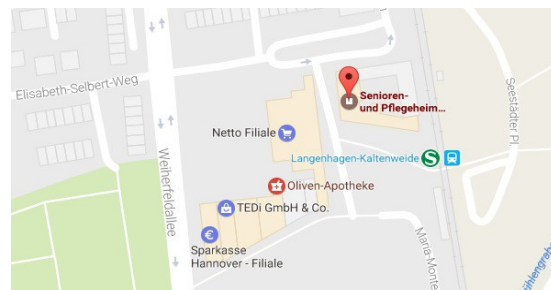 Elisabeth-Selbert-Weg
Weiherfeldallee
Netto Filiale
Senioren-
und Pflegeheim...
Langenhagen-Kaltenweide
S
Seestädter Pl.
Oliven-Apotheke
TEDi GmbH & Co.
€
Sparkasse
Hannover - Filiale
Maria-Monte